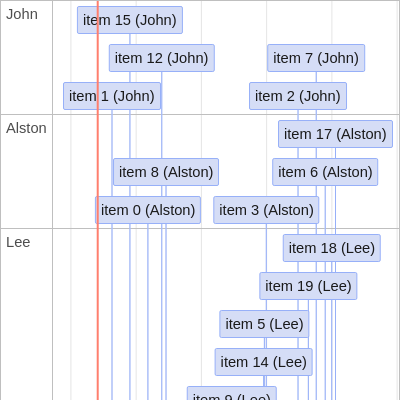 John
item 15 (John)
item 12 (John)
item 7 (John)
item 1 (John)
item 2 (John)
Alston
item 17 (Alston)
item 8 (Alston)
item 6 (Alston)
item 0 (Alston)
item 3 (Alston)
Lee
item 18 (Lee)
item 19 (Lee)
item 5 (Lee)
item 14 (Lee)
item 9 (Lee)